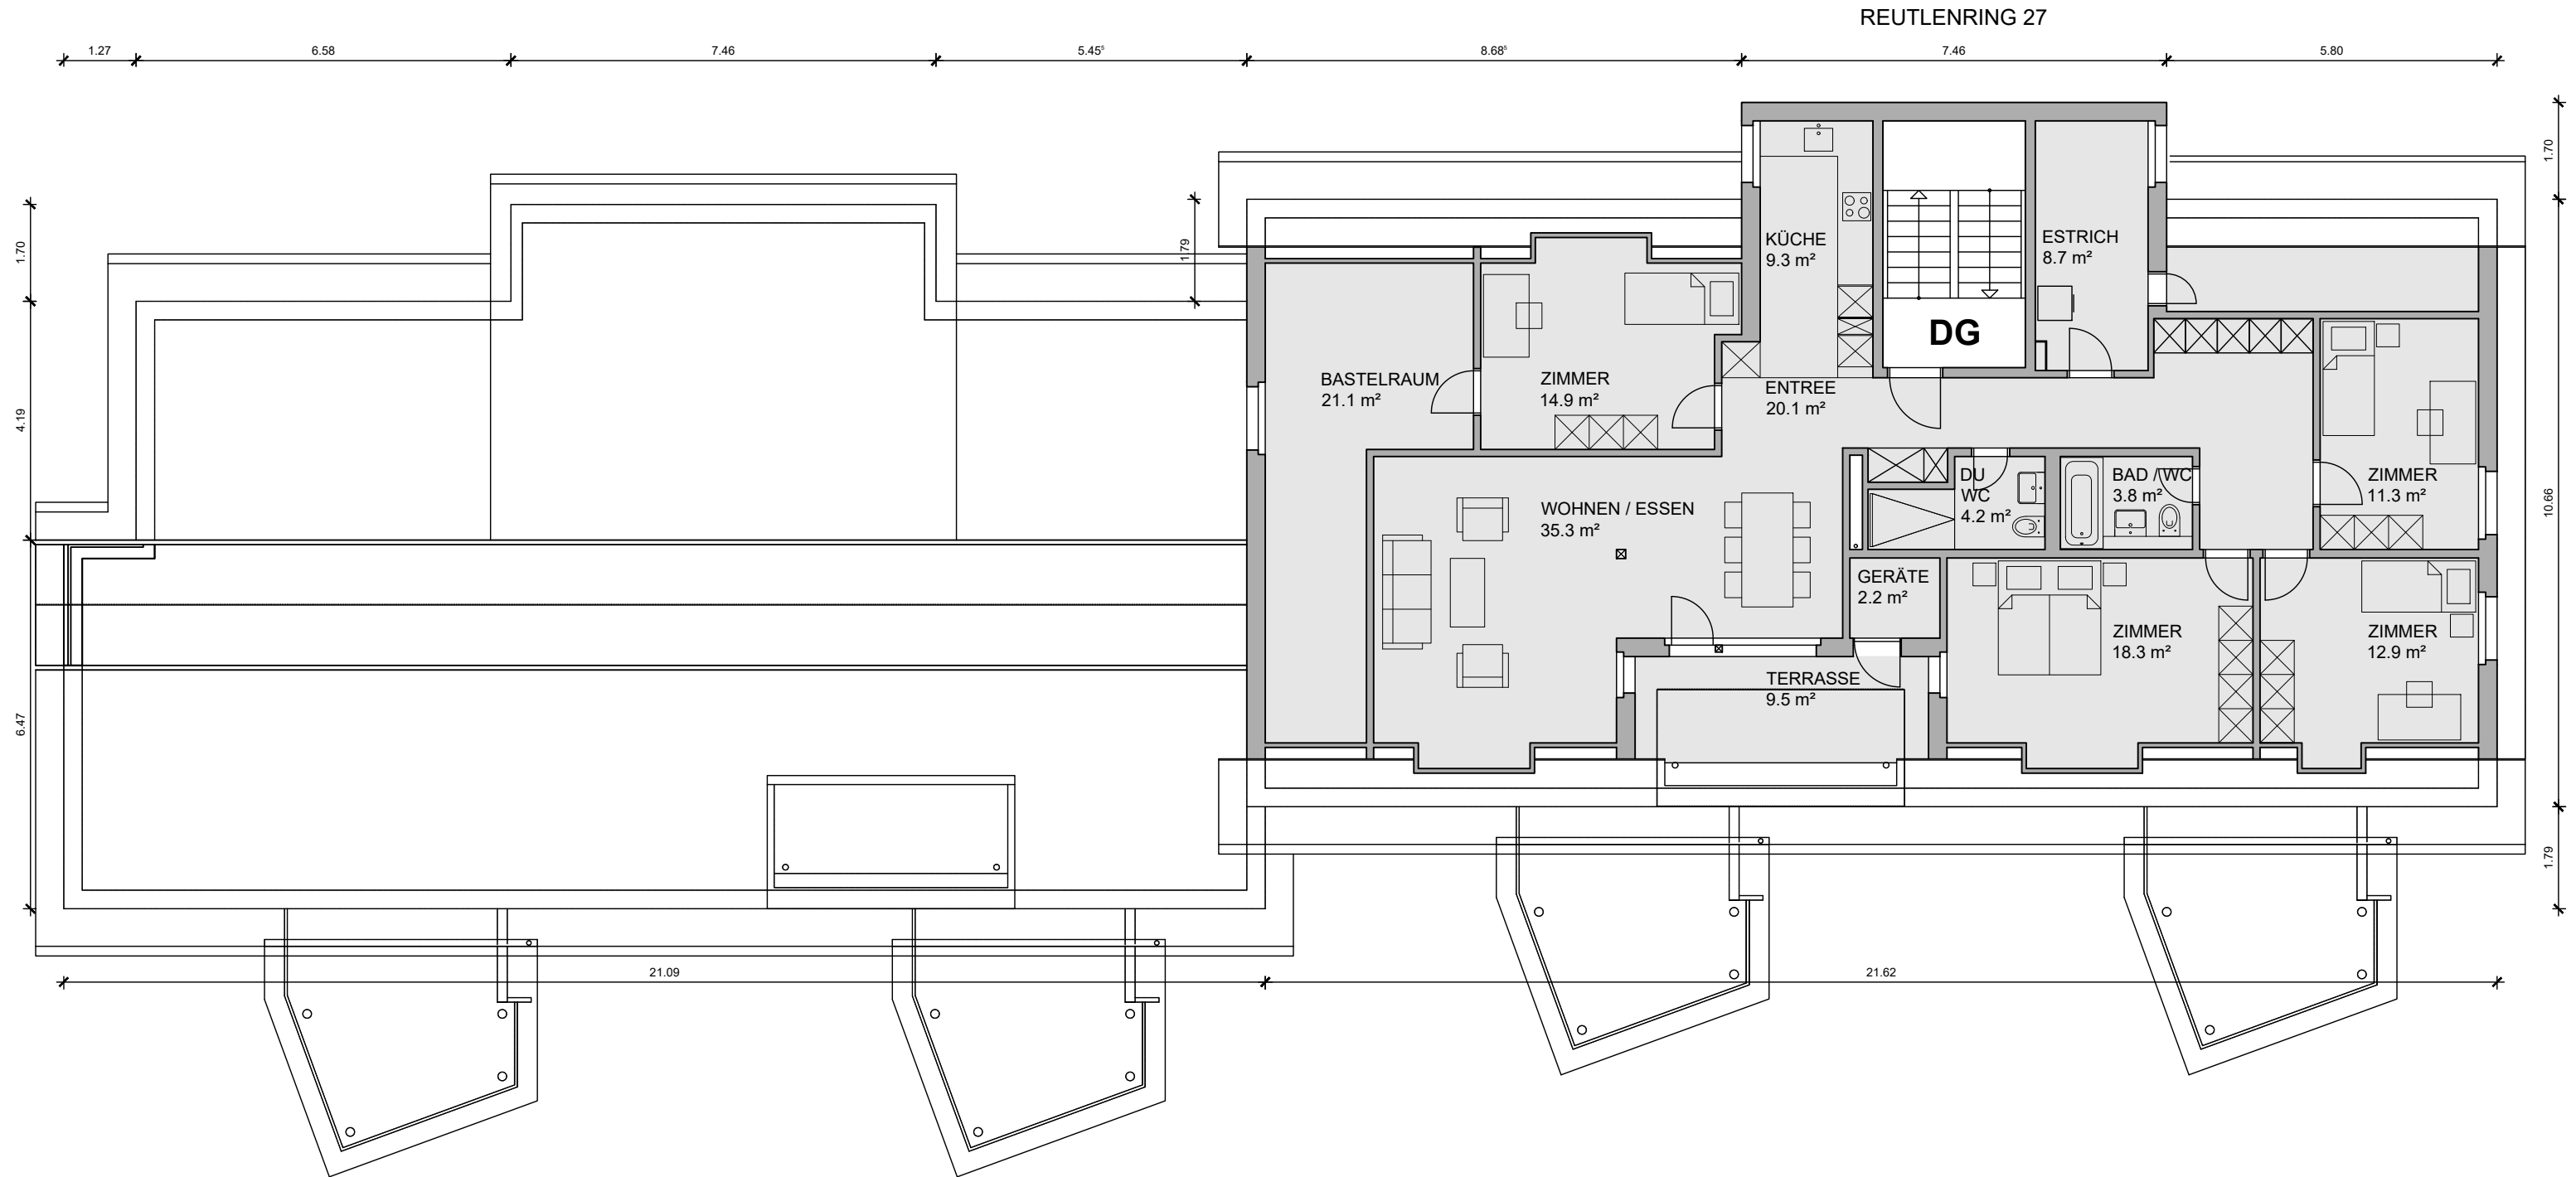 REUTLENRING 27
1.27
6.58
7.46
5.45⁵
8.68⁵
7.46
5.80
1.70
4.19
6.47
1.79
1.70
10.66
1.79
KÜCHE
9.3 m²
ESTRICH
8.7 m²
DG
BASTELRAUM
21.1 m²
ZIMMER
14.9 m²
ENTREE
20.1 m²
WOHNEN / ESSEN
35.3 m²
DU
WC
4.2 m²
BAD / WC
3.8 m²
ZIMMER
11.3 m²
GERÄTE
2.2 m²
ZIMMER
18.3 m²
ZIMMER
12.9 m²
TERRASSE
9.5 m²
21.09
21.62